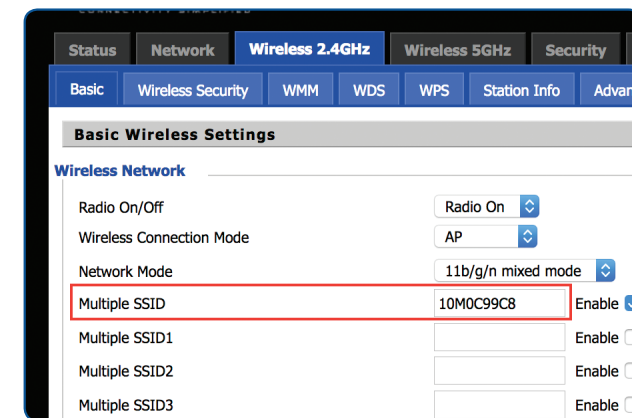 Status Network Wireless 2.4GHz Wireless 5GHz Security
Basic Wireless Security WMM WDS WPS Station Info
Basic Wireless Settings
Wireless Network
Radio On/Off Radio On
Wireless Connection Mode AP
Network Mode 11b/g/n mixed mode
Multiple SSID 10M0C99C8 Enable
Multiple SSID1 Enable
Multiple SSID2 Enable
Multiple SSID3 Enable